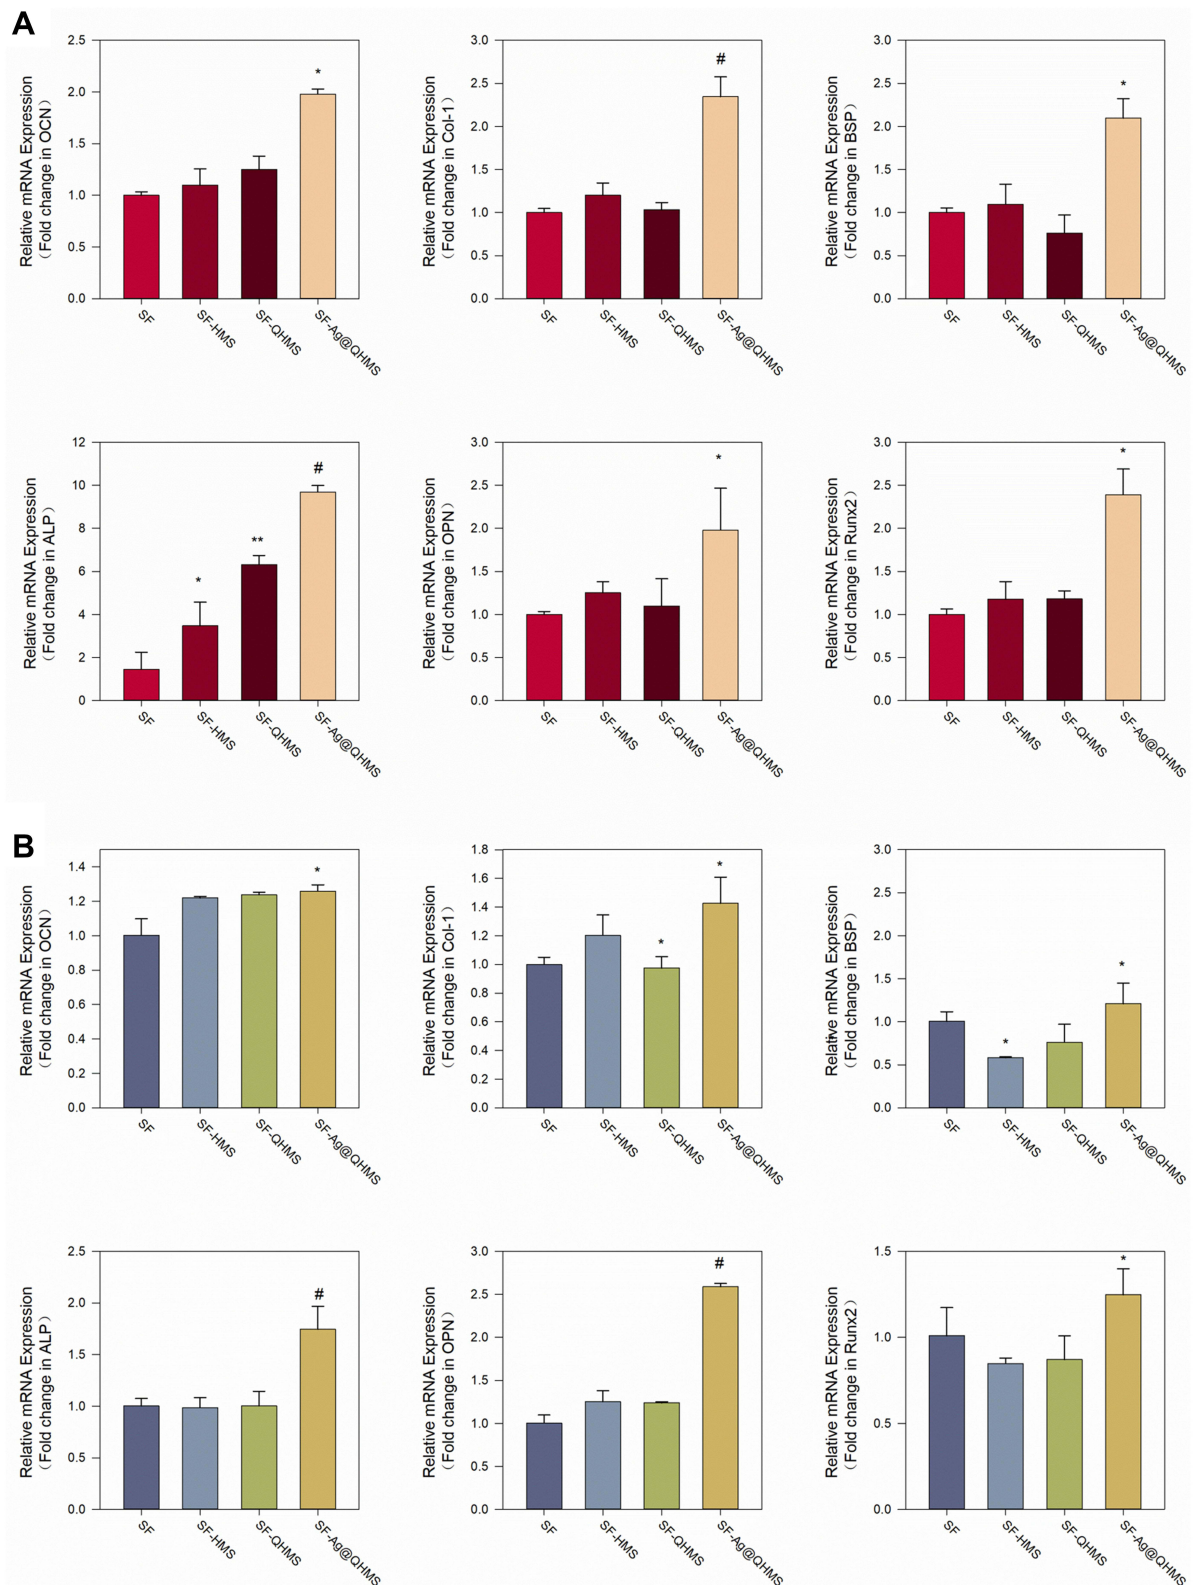 A
Relative mRNA Expression
（Fold change in OCN）
2.5
2.0
1.5
1.0
0.5
0.0
*
SF
SF-HMS
SF-QHMS
SF-Ag@QHMS
Relative mRNA Expression
（Fold change in Col-1）
3.0
2.5
2.0
1.5
1.0
0.5
0.0
#
SF
SF-HMS
SF-QHMS
SF-Ag@QHMS
Relative mRNA Expression
（Fold change in BSP）
3.0
2.5
2.0
1.5
1.0
0.5
0.0
*
SF
SF-HMS
SF-QHMS
SF-Ag@QHMS
Relative mRNA Expression
（Fold change in ALP）
12
10
8
6
4
2
0
*
**
#
SF
SF-HMS
SF-QHMS
SF-Ag@QHMS
Relative mRNA Expression
（Fold change in OPN）
3.0
2.5
2.0
1.5
1.0
0.5
0.0
*
SF
SF-HMS
SF-QHMS
SF-Ag@QHMS
Relative mRNA Expression
（Fold change in Runx2）
3.0
2.5
2.0
1.5
1.0
0.5
0.0
*
SF
SF-HMS
SF-QHMS
SF-Ag@QHMS
B
Relative mRNA Expression
（Fold change in OCN）
1.4
1.2
1.0
0.8
0.6
0.4
0.2
0.0
*
SF
SF-HMS
SF-QHMS
SF-Ag@QHMS
Relative mRNA Expression
（Fold change in Col-1）
1.8
1.6
1.4
1.2
1.0
0.8
0.6
0.4
0.2
0.0
*
*
SF
SF-HMS
SF-QHMS
SF-Ag@QHMS
Relative mRNA Expression
（Fold change in BSP）
3.0
2.5
2.0
1.5
1.0
0.5
0.0
*
*
SF
SF-HMS
SF-QHMS
SF-Ag@QHMS
Relative mRNA Expression
（Fold change in ALP）
2.5
2.0
1.5
1.0
0.5
0.0
#
SF
SF-HMS
SF-QHMS
SF-Ag@QHMS
Relative mRNA Expression
（Fold change in OPN）
3.0
2.5
2.0
1.5
1.0
0.5
0.0
#
SF
SF-HMS
SF-QHMS
SF-Ag@QHMS
Relative mRNA Expression
（Fold change in Runx2）
1.5
1.0
0.5
0.0
*
SF
SF-HMS
SF-QHMS
SF-Ag@QHMS